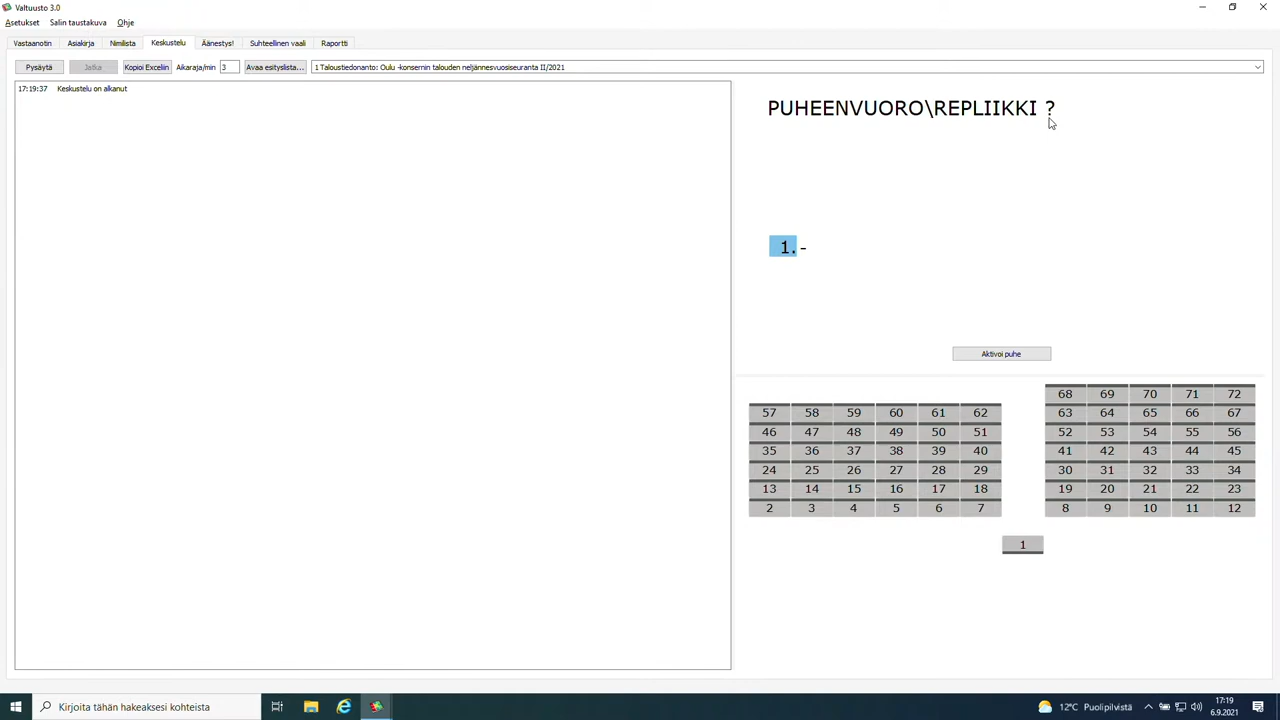 Valtuusto 3.0
Asetukset Salin taustakuva Ohje
Vastaanotin Asiakirja Nimilista Keskustelu Äänestys! Suhteellinen vaali Raportti
Pysäytä Jatka Kopioi Exceliin Aikaraja/min 3 Avaa esityslista... 1 Taloustiedonanto: Oulu -konsernin talouden neljännesvuosiseuranta II/2021
17:19:37 Keskustelu on alkanut
PUHEENVUORO\REPLIIKKI ?
1. -
Aktivoi puhe
68 69 70 71 72
57 58 59 60 61 62 63 64 65 66 67
46 47 48 49 50 51 52 53 54 55 56
35 36 37 38 39 40 41 42 43 44 45
24 25 26 27 28 29 30 31 32 33 34
13 14 15 16 17 18 19 20 21 22 23
2 3 4 5 6 7 8 9 10 11 12
1
Kirjoita tähän hakeaksesi kohteista
12°C Puolipilvistä
17:19
6.9.2021